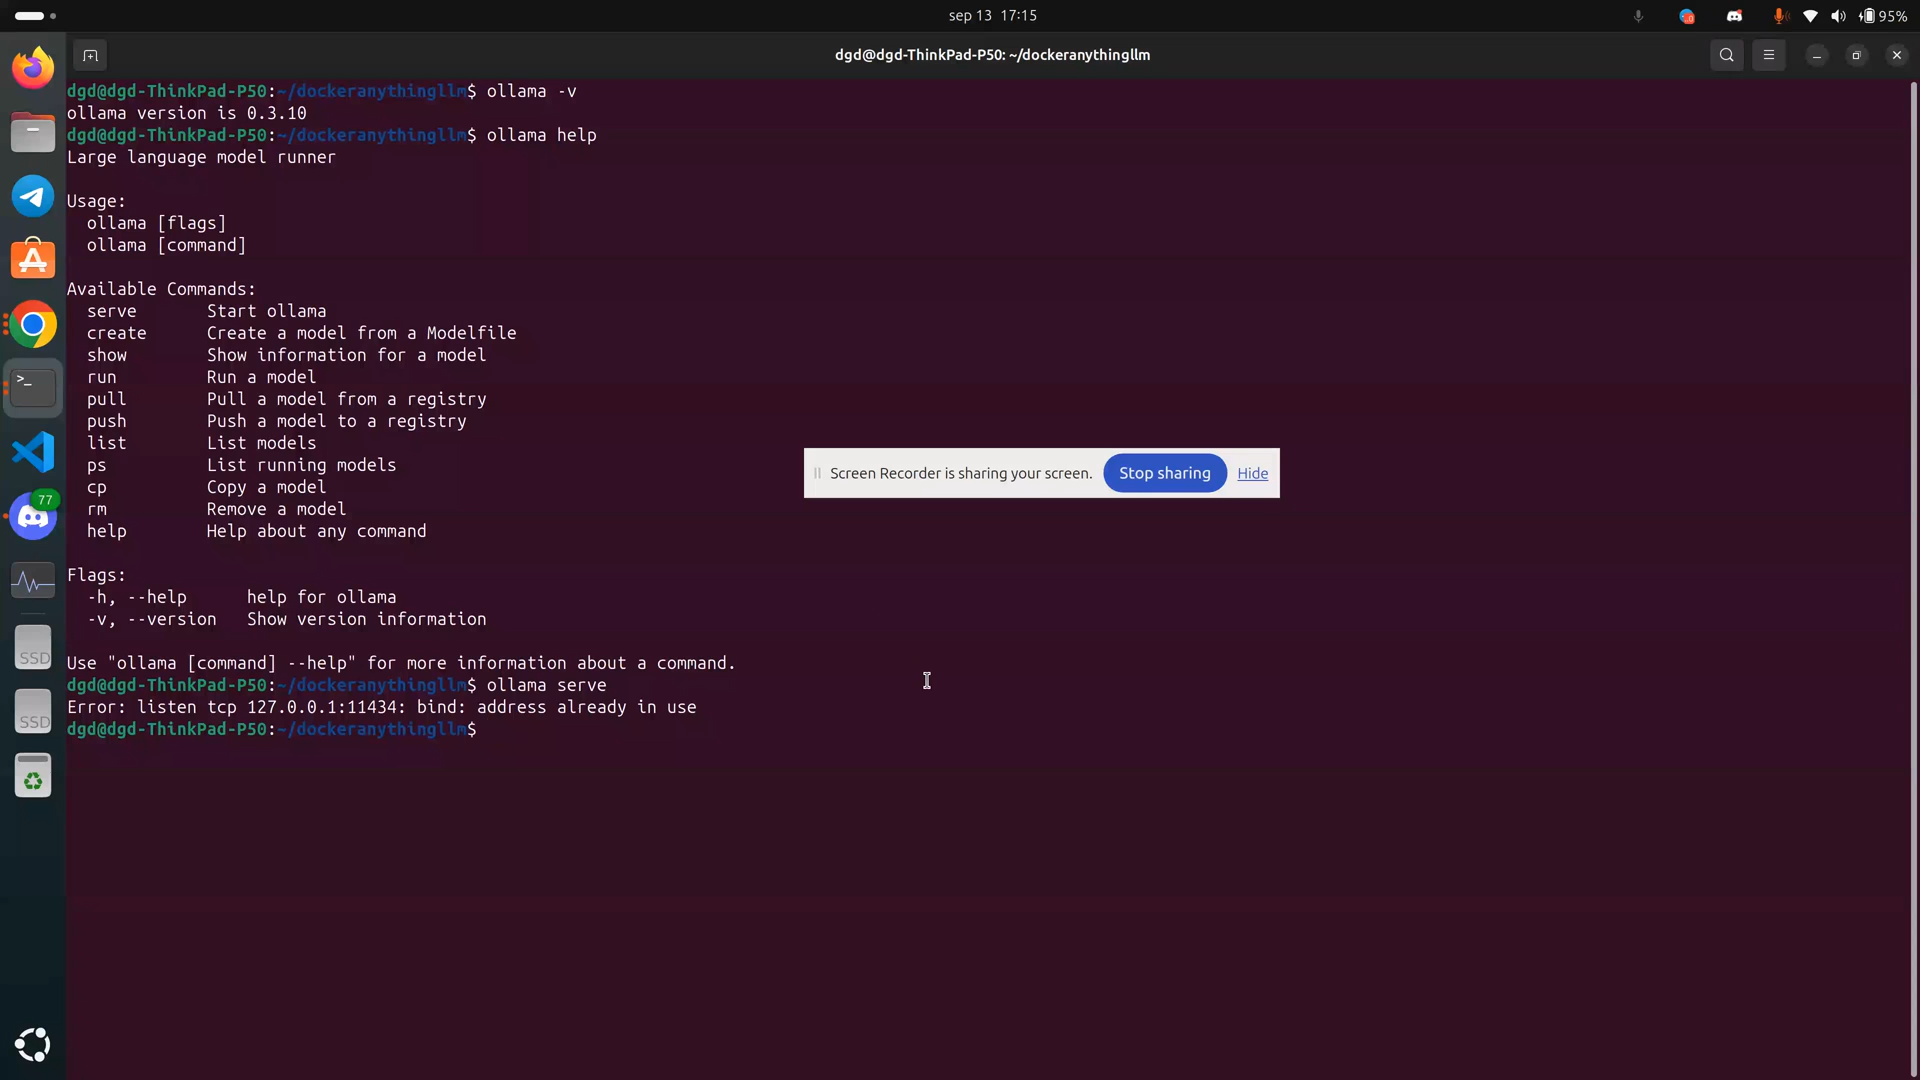 sep 13 17:15
95%
dgd@dgd-ThinkPad-P50: ~/dockeranythingllm
dgd@dgd-ThinkPad-P50:~/dockeranythingllm$ ollama -v
ollama version is 0.3.10
dgd@dgd-ThinkPad-P50:~/dockeranythingllm$ ollama help
Large language model runner
Usage:
ollama [flags]
ollama [command]
Available Commands:
serve Start ollama
create Create a model from a Modelfile
show Show information for a model
run Run a model
pull Pull a model from a registry
push Push a model to a registry
list List models
ps List running models
cp Copy a model
rm Remove a model
help Help about any command
Flags:
-h, --help help for ollama
-v, --version Show version information
Use "ollama [command] --help" for more information about a command.
dgd@dgd-ThinkPad-P50:~/dockeranythingllm$ ollama serve
Error: listen tcp 127.0.0.1:11434: bind: address already in use
dgd@dgd-ThinkPad-P50:~/dockeranythingllm$
Screen Recorder is sharing your screen. Stop sharing Hide
>_
77
SSD
SSD